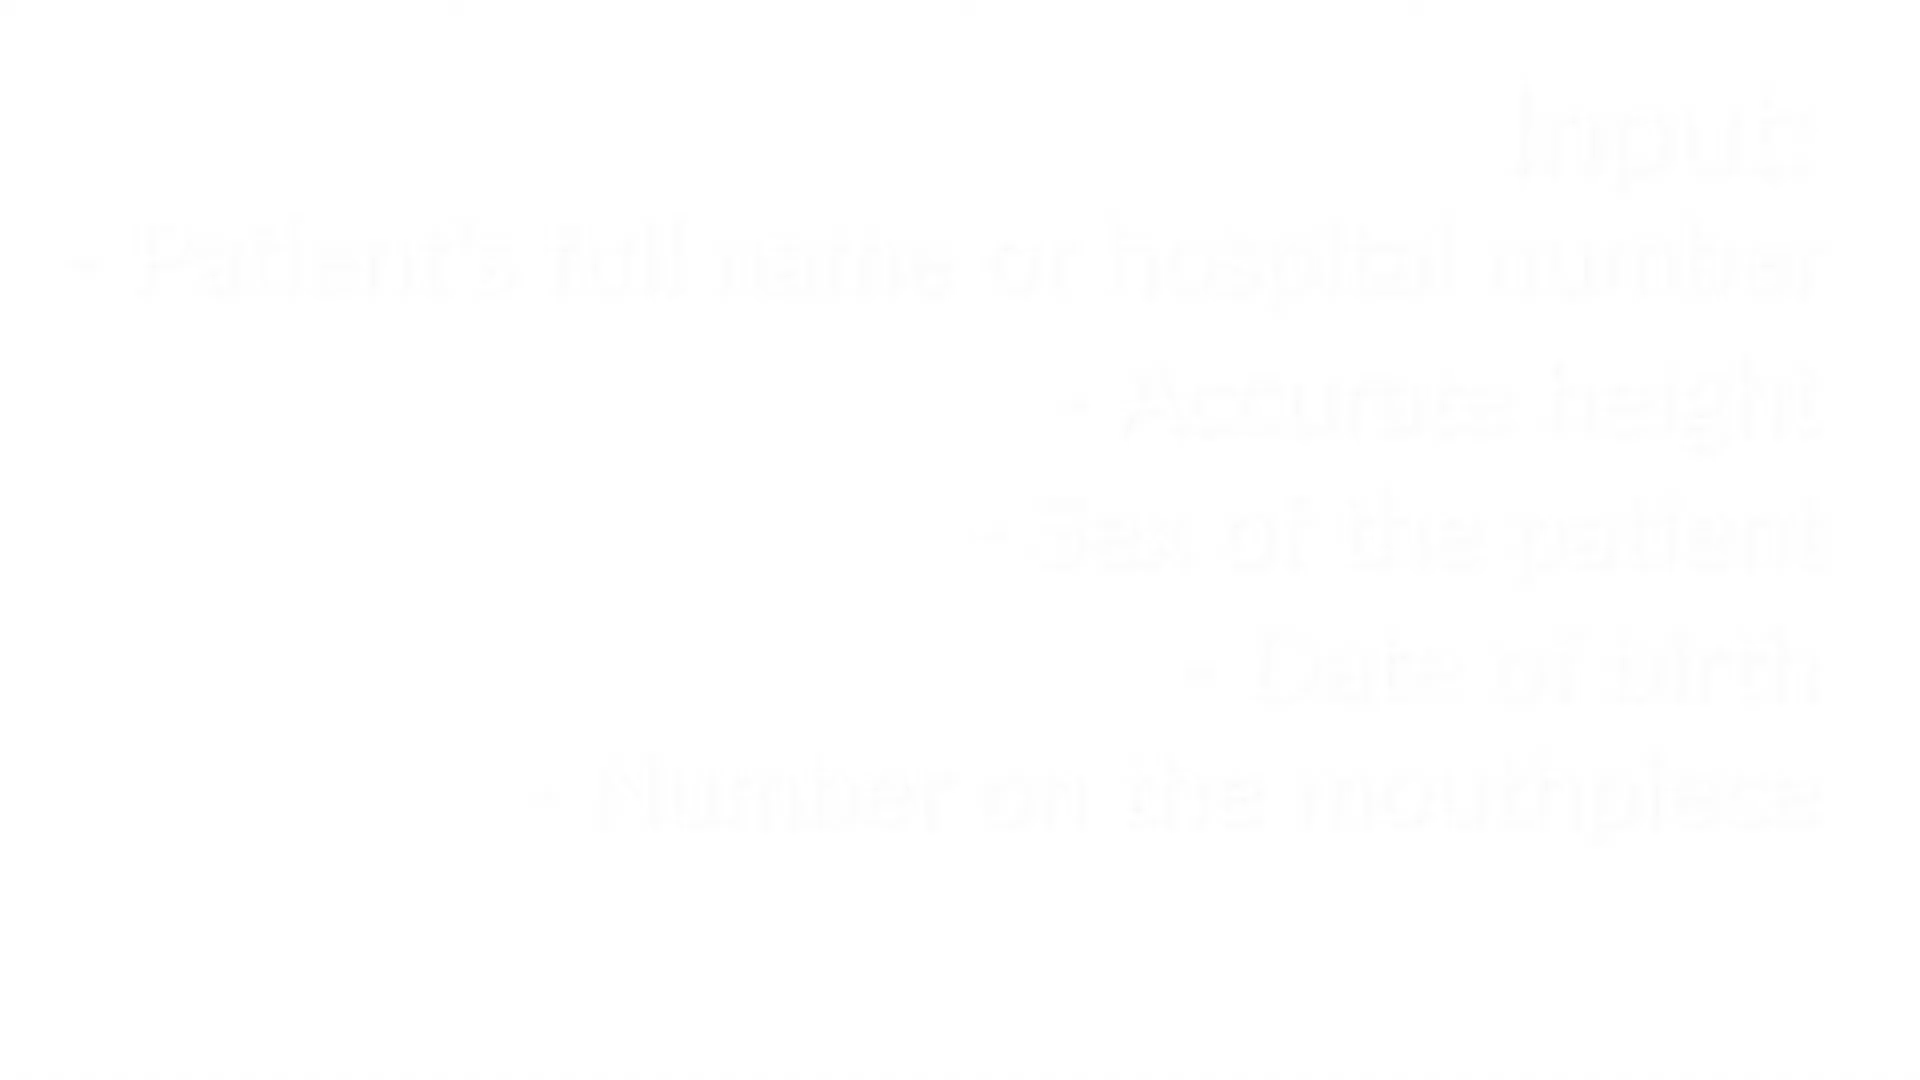 Input:
- Patient's full name or hospital number
- Accurate height
- Sex of the patient
- Date of birth
- Number on the mouthpiece